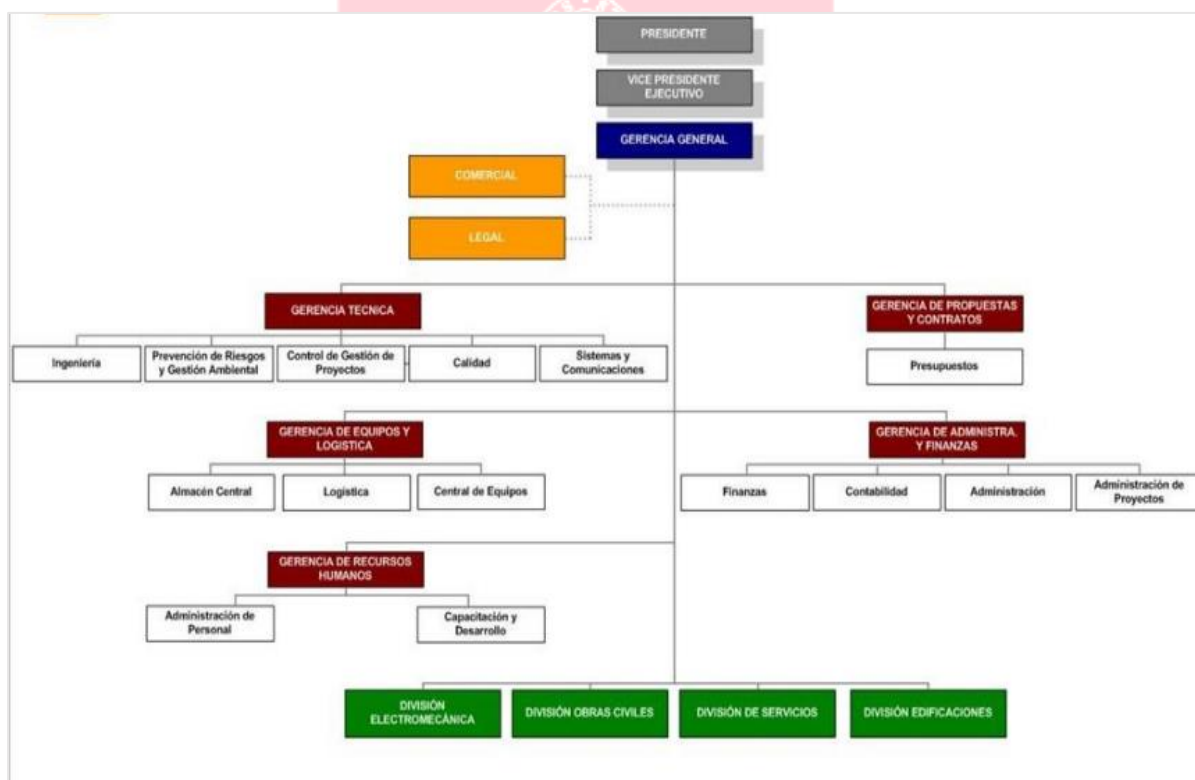 PRESIDENTE
VICE PRESIDENTE
EJECUTIVO
GERENCIA GENERAL
COMERCIAL
LEGAL
GERENCIA TECNICA
GERENCIA DE PROPUESTAS
Y CONTRATOS
Ingeniería
Prevención de Riesgos
y Gestión Ambiental
Control de Gestión de
Proyectos
Calidad
Sistemas y
Comunicaciones
Presupuestos
GERENCIA DE EQUIPOS Y
LOGISTICA
GERENCIA DE ADMINISTRA.
Y FINANZAS
Almacén Central
Logística
Central de Equipos
Finanzas
Contabilidad
Administración
Administración de
Proyectos
GERENCIA DE RECURSOS
HUMANOS
Administración de
Personal
Capacitación y
Desarrollo
DIVISIÓN
ELECTROMECÁNICA
DIVISIÓN OBRAS CIVILES
DIVISIÓN DE SERVICIOS
DIVISIÓN EDIFICACIONES